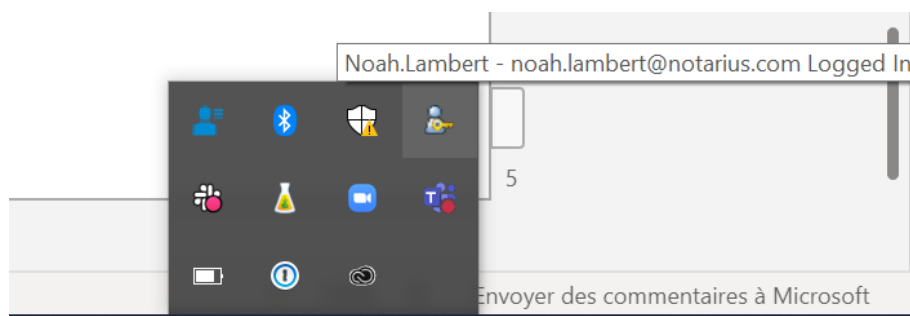 Noah.Lambert - noah.lambert@notarius.com Logged In
5
Envoyer des commentaires à Microsoft